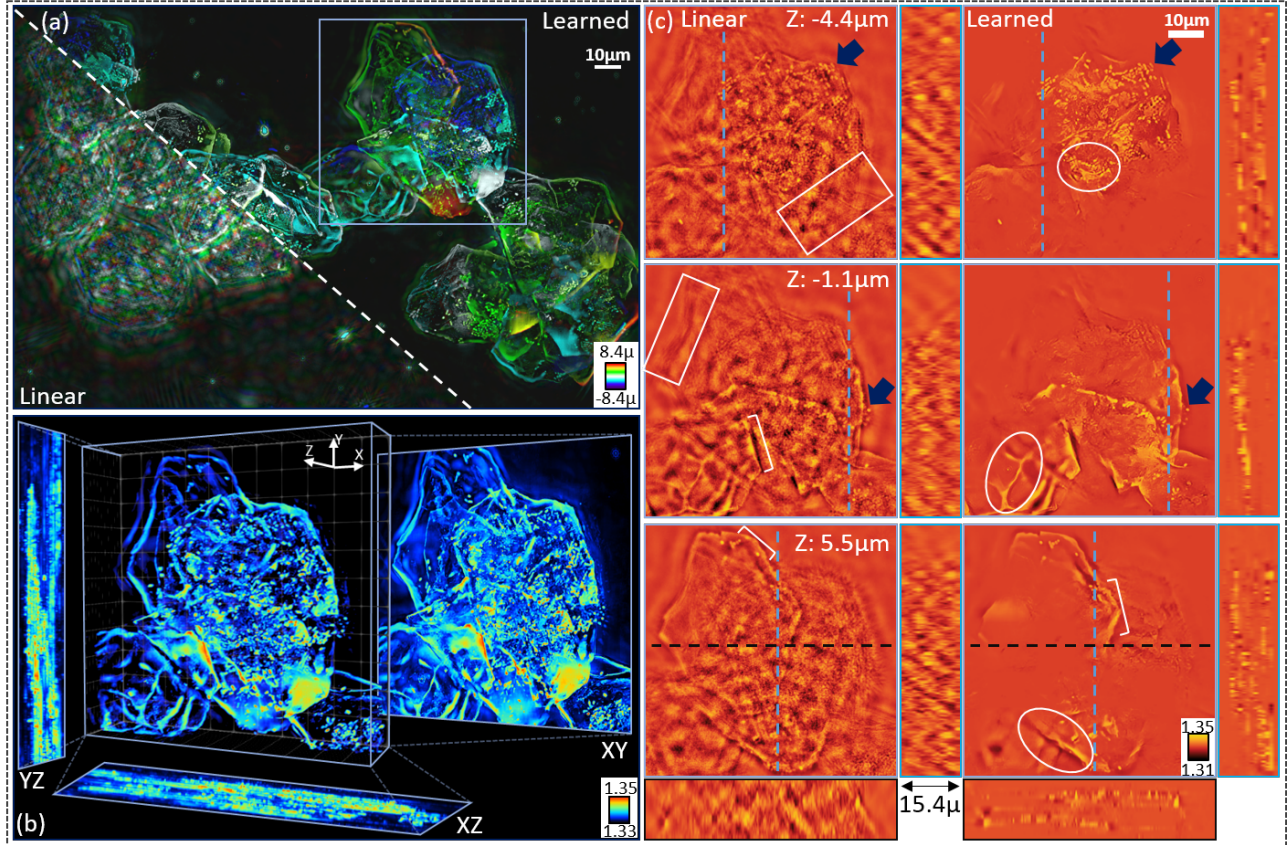 (a)
Learned
10µm
Linear
8.4µ
-8.4µ
Z
Y
X
YZ
XZ
XY
1.35
1.33
(b)
(c) Linear
Z: -4.4µm
Learned
10µm
Z: -1.1µm
Z: 5.5µm
1.35
1.31
15.4µ